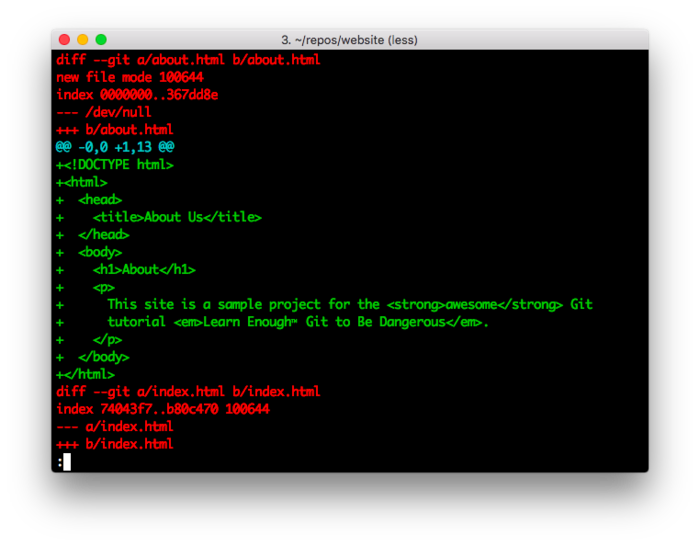 3. ~/repos/website (less)
diff --git a/about.html b/about.html
new file mode 100644
index 0000000..367dd8e
--- /dev/null
+++ b/about.html
@@ -0,0 +1,13 @@
+<!DOCTYPE html>
+<html>
+  <head>
+    <title>About Us</title>
+  </head>
+  <body>
+    <h1>About</h1>
+    <p>
+      This site is a sample project for the <strong>awesome</strong> Git
+      tutorial <em>Learn Enough™ Git to Be Dangerous</em>.
+    </p>
+  </body>
+</html>
diff --git a/index.html b/index.html
index 74043f7..b80c470 100644
--- a/index.html
+++ b/index.html
: